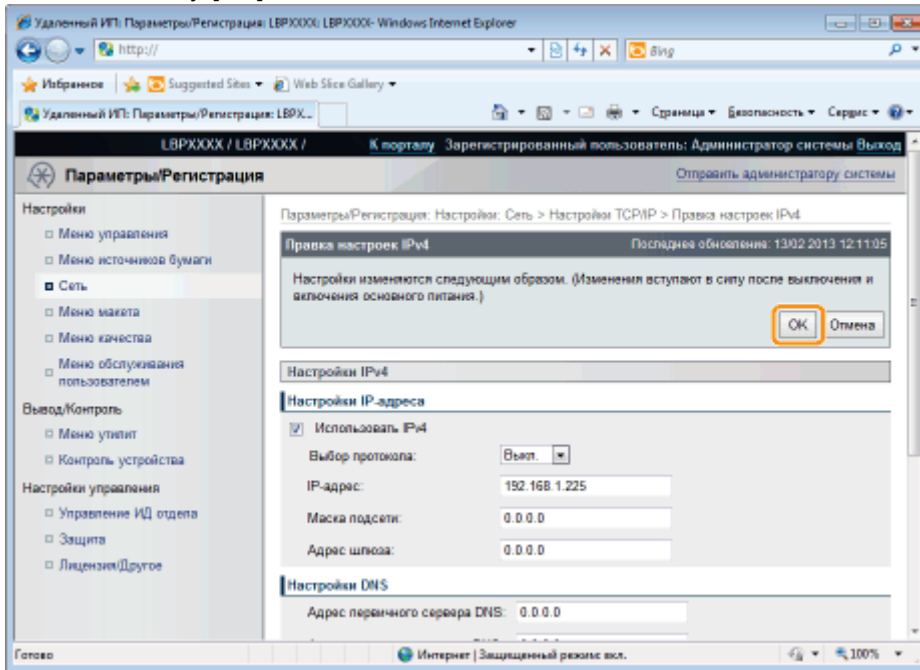 Удаленный ИП: Параметры/Регистрация: LBPXXXX: LBPXXXX- Windows Internet Explorer
http://
Bing
Избранное Suggested Sites Web Slice Gallery
Удаленный ИП: Параметры/Регистрация: LBPX...
Страница Безопасность Сервис
LBPXXXX / LBPXXXX / К порталу Зарегистрированный пользователь: Администратор системы Выход
Параметры/Регистрация Отправить администратору системы
Настройки
Меню управления
Меню источников бумаги
Сеть
Меню макета
Меню качества
Меню обслуживания
пользователем
Вывод/Контроль
Меню утилит
Контроль устройства
Настройки управления
Управление ИД отдела
Защита
Лицензия/Другое
Параметры/Регистрация: Настройки: Сеть > Настройки TCP/IP > Правка настроек IPv4
Правка настроек IPv4 Последнее обновление: 13/02 2013 12:11:05
Настройки изменяются следующим образом. (Изменения вступают в силу после выключения и
включения основного питания.)
OK Отмена
Настройки IPv4
Настройки IP-адреса
Использовать IPv4
Выбор протокола: Выкл.
IP-адрес: 192.168.1.225
Маска подсети: 0.0.0.0
Адрес шлюза: 0.0.0.0
Настройки DNS
Адрес первичного сервера DNS: 0.0.0.0
Готово Интернет | Защищенный режим: вкл. 100%